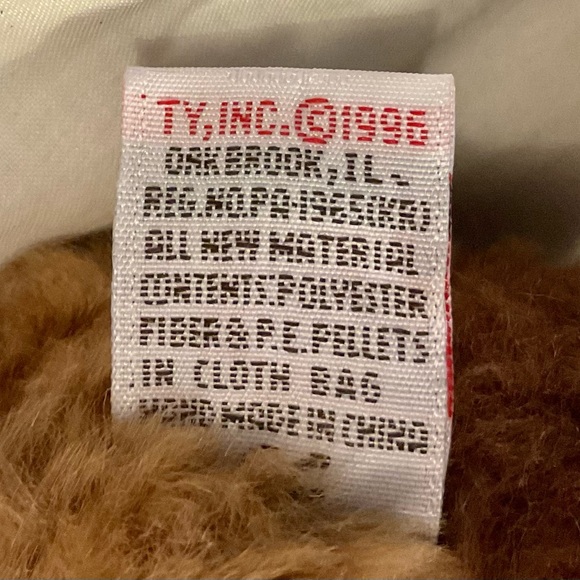 TY, INC. ©1996
OAKBROOK, IL.
REG.NO.PA-1965(KR)
ALL NEW MATERIAL
CONTENTS:POLYESTER
FIBER & P.E.PELLETS
IN CLOTH BAG
HAND MADE IN CHINA